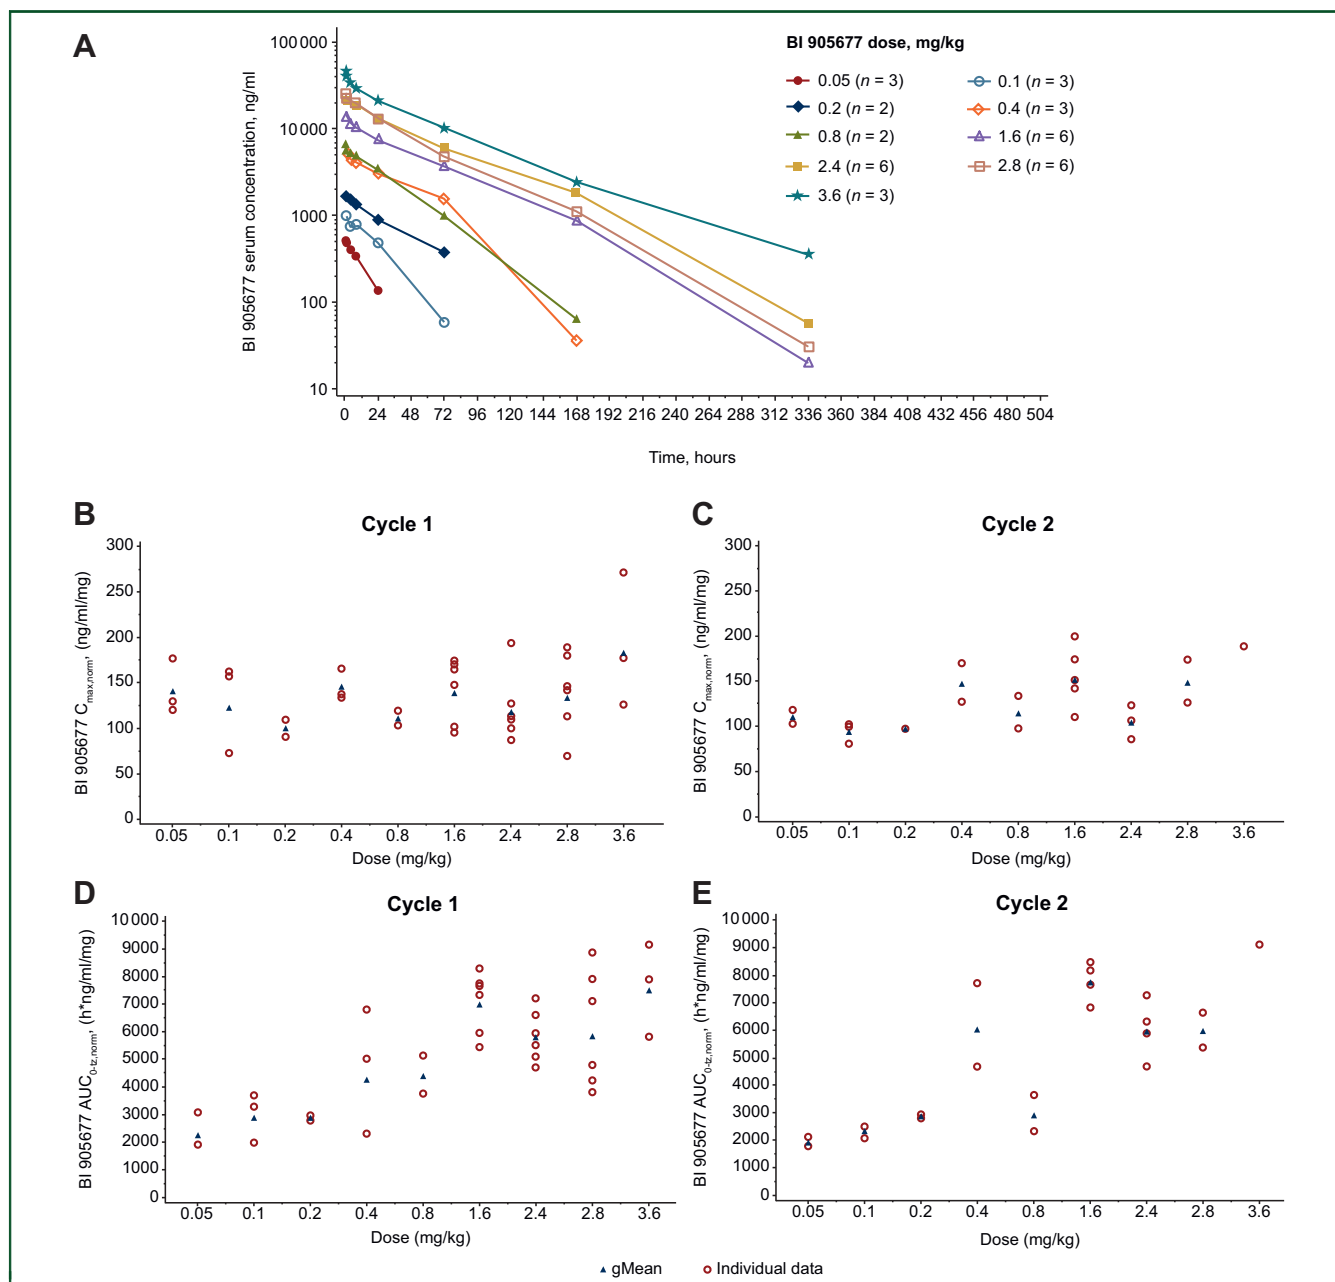 A
BI 905677 serum concentration, ng/ml
100 000
10 000
1000
100
10
0 24 48 72 96 120 144 168 192 216 240 264 288 312 336 360 384 408 432 456 480 504
Time, hours
BI 905677 dose, mg/kg
0.05 (n = 3)
0.1 (n = 3)
0.2 (n = 2)
0.4 (n = 3)
0.8 (n = 2)
1.6 (n = 6)
2.4 (n = 6)
2.8 (n = 6)
3.6 (n = 3)
B
Cycle 1
BI 905677 Cmax,norm, (ng/ml/mg)
300
250
200
150
100
50
0
0.05 0.1 0.2 0.4 0.8 1.6 2.4 2.8 3.6
Dose (mg/kg)
C
Cycle 2
BI 905677 Cmax,norm, (ng/ml/mg)
300
250
200
150
100
50
0
0.05 0.1 0.2 0.4 0.8 1.6 2.4 2.8 3.6
Dose (mg/kg)
D
Cycle 1
BI 905677 AUC0-tz,norm, (h*ng/ml/mg)
10 000
9000
8000
7000
6000
5000
4000
3000
2000
1000
0
0.05 0.1 0.2 0.4 0.8 1.6 2.4 2.8 3.6
Dose (mg/kg)
E
Cycle 2
BI 905677 AUC0-tz,norm, (h*ng/ml/mg)
10 000
9000
8000
7000
6000
5000
4000
3000
2000
1000
0
0.05 0.1 0.2 0.4 0.8 1.6 2.4 2.8 3.6
Dose (mg/kg)
gMean
Individual data